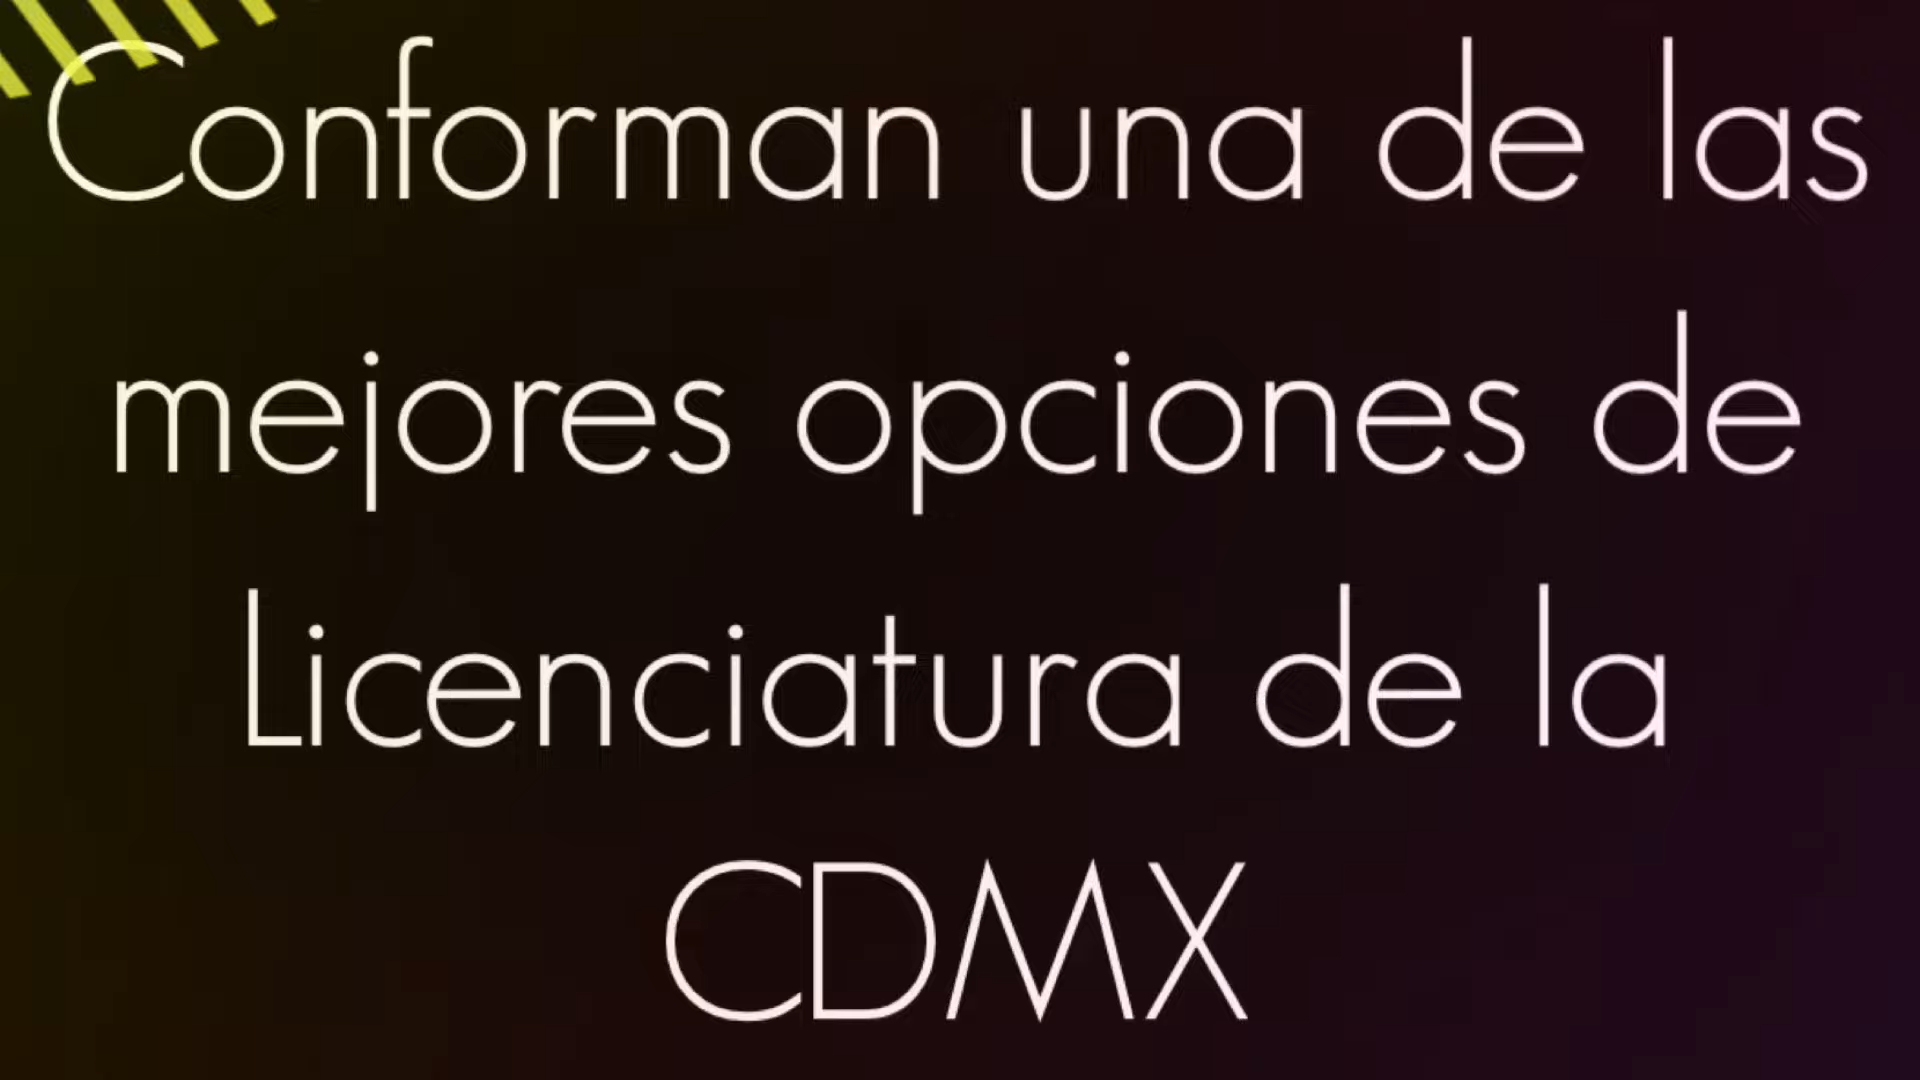 Conforman una de las
mejores opciones de
Licenciatura de la
CDMX